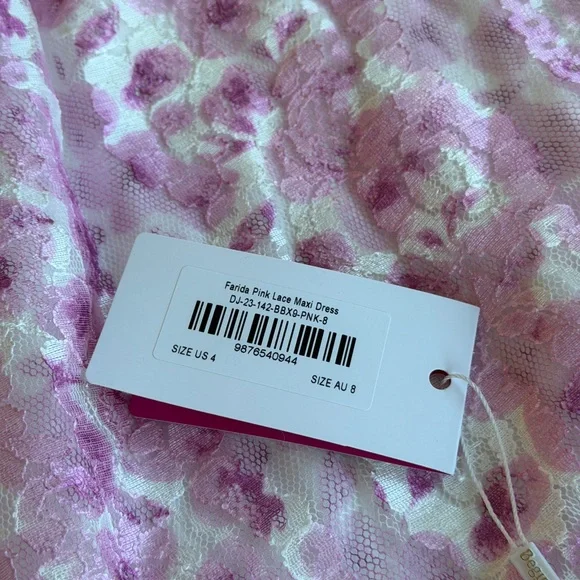 Farida Pink Lace Maxi Dress
DJ-23-142-BBX9-PNK-8
9876540944
SIZE US 4
SIZE AU 8